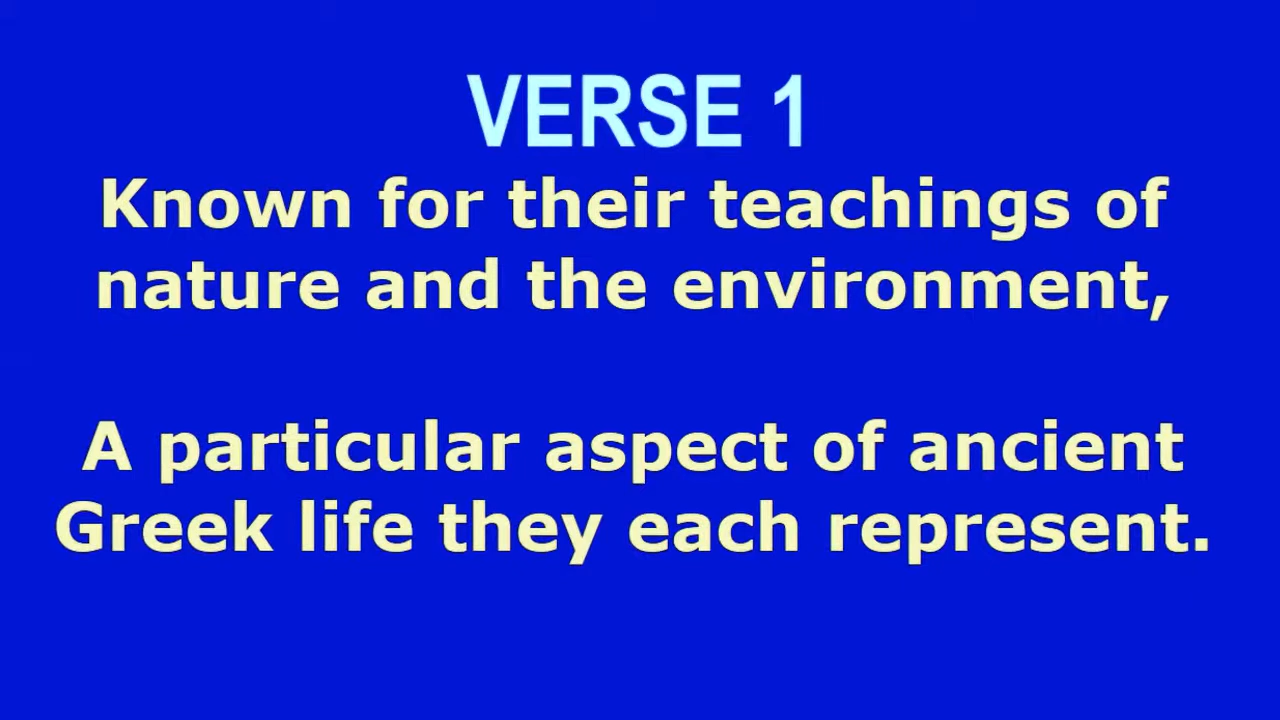 VERSE 1
Known for their teachings of
nature and the environment,
A particular aspect of ancient
Greek life they each represent.